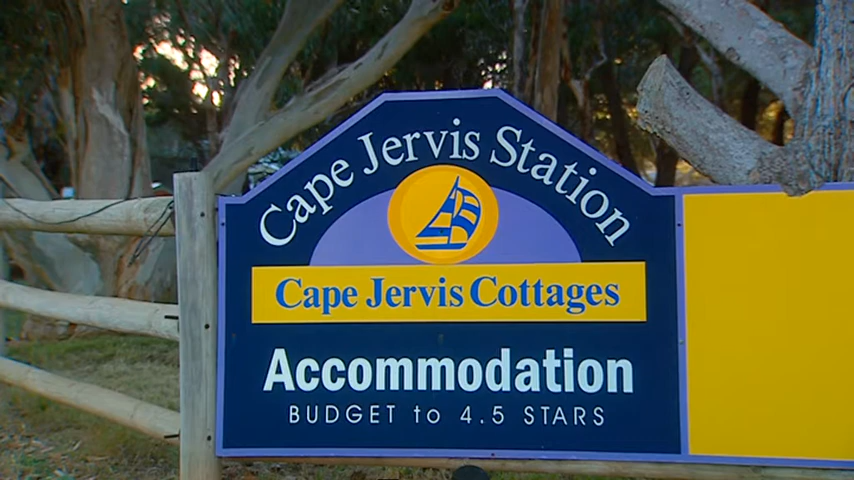 Cape Jervis Station
Cape Jervis Cottages
Accommodation
BUDGET to 4.5 STARS